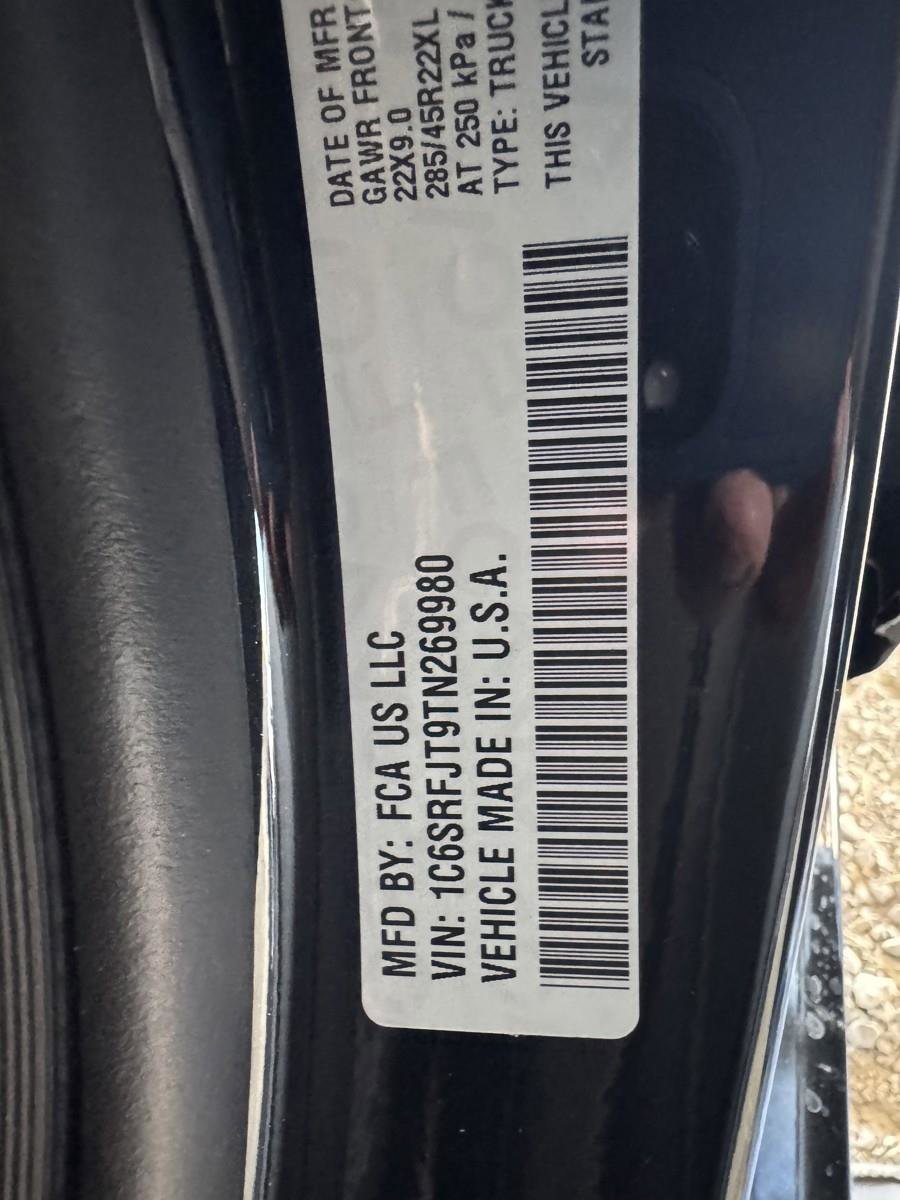 MFD BY: FCA US LLC
VIN: 1C6SRFJT9TN269980
VEHICLE MADE IN: U.S.A.
DATE OF MFR
GAWR FRONT
22X9.0
285/45R22XL
AT 250 kPa /
TYPE: TRUCK
THIS VEHICL
STA